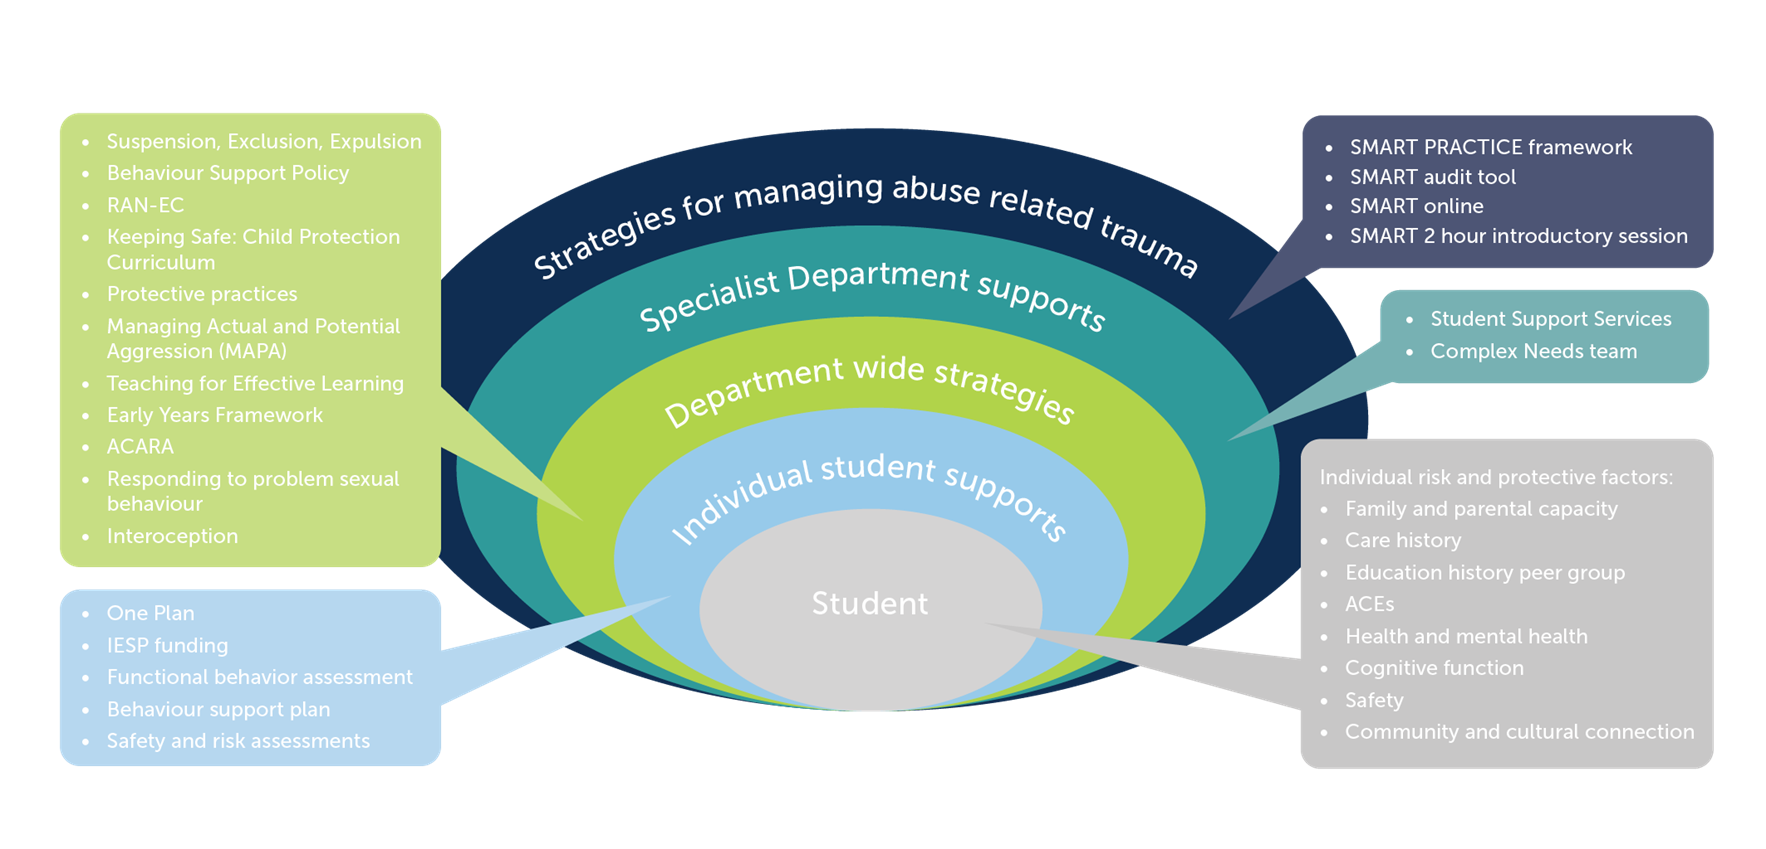 • Suspension, Exclusion, Expulsion
• Behaviour Support Policy
• RAN-EC
• Keeping Safe: Child Protection
Curriculum
• Protective practices
• Managing Actual and Potential
Aggression (MAPA)
• Teaching for Effective Learning
• Early Years Framework
• ACARA
• Responding to problem sexual
behaviour
• Interoception
• One Plan
• IESP funding
• Functional behavior assessment
• Behaviour support plan
• Safety and risk assessments
Strategies for managing abuse related trauma
Specialist Department supports
Department wide strategies
Individual student supports
Student
• SMART PRACTICE framework
• SMART audit tool
• SMART online
• SMART 2 hour introductory session
• Student Support Services
• Complex Needs team
Individual risk and protective factors:
• Family and parental capacity
• Care history
• Education history peer group
• ACEs
• Health and mental health
• Cognitive function
• Safety
• Community and cultural connection